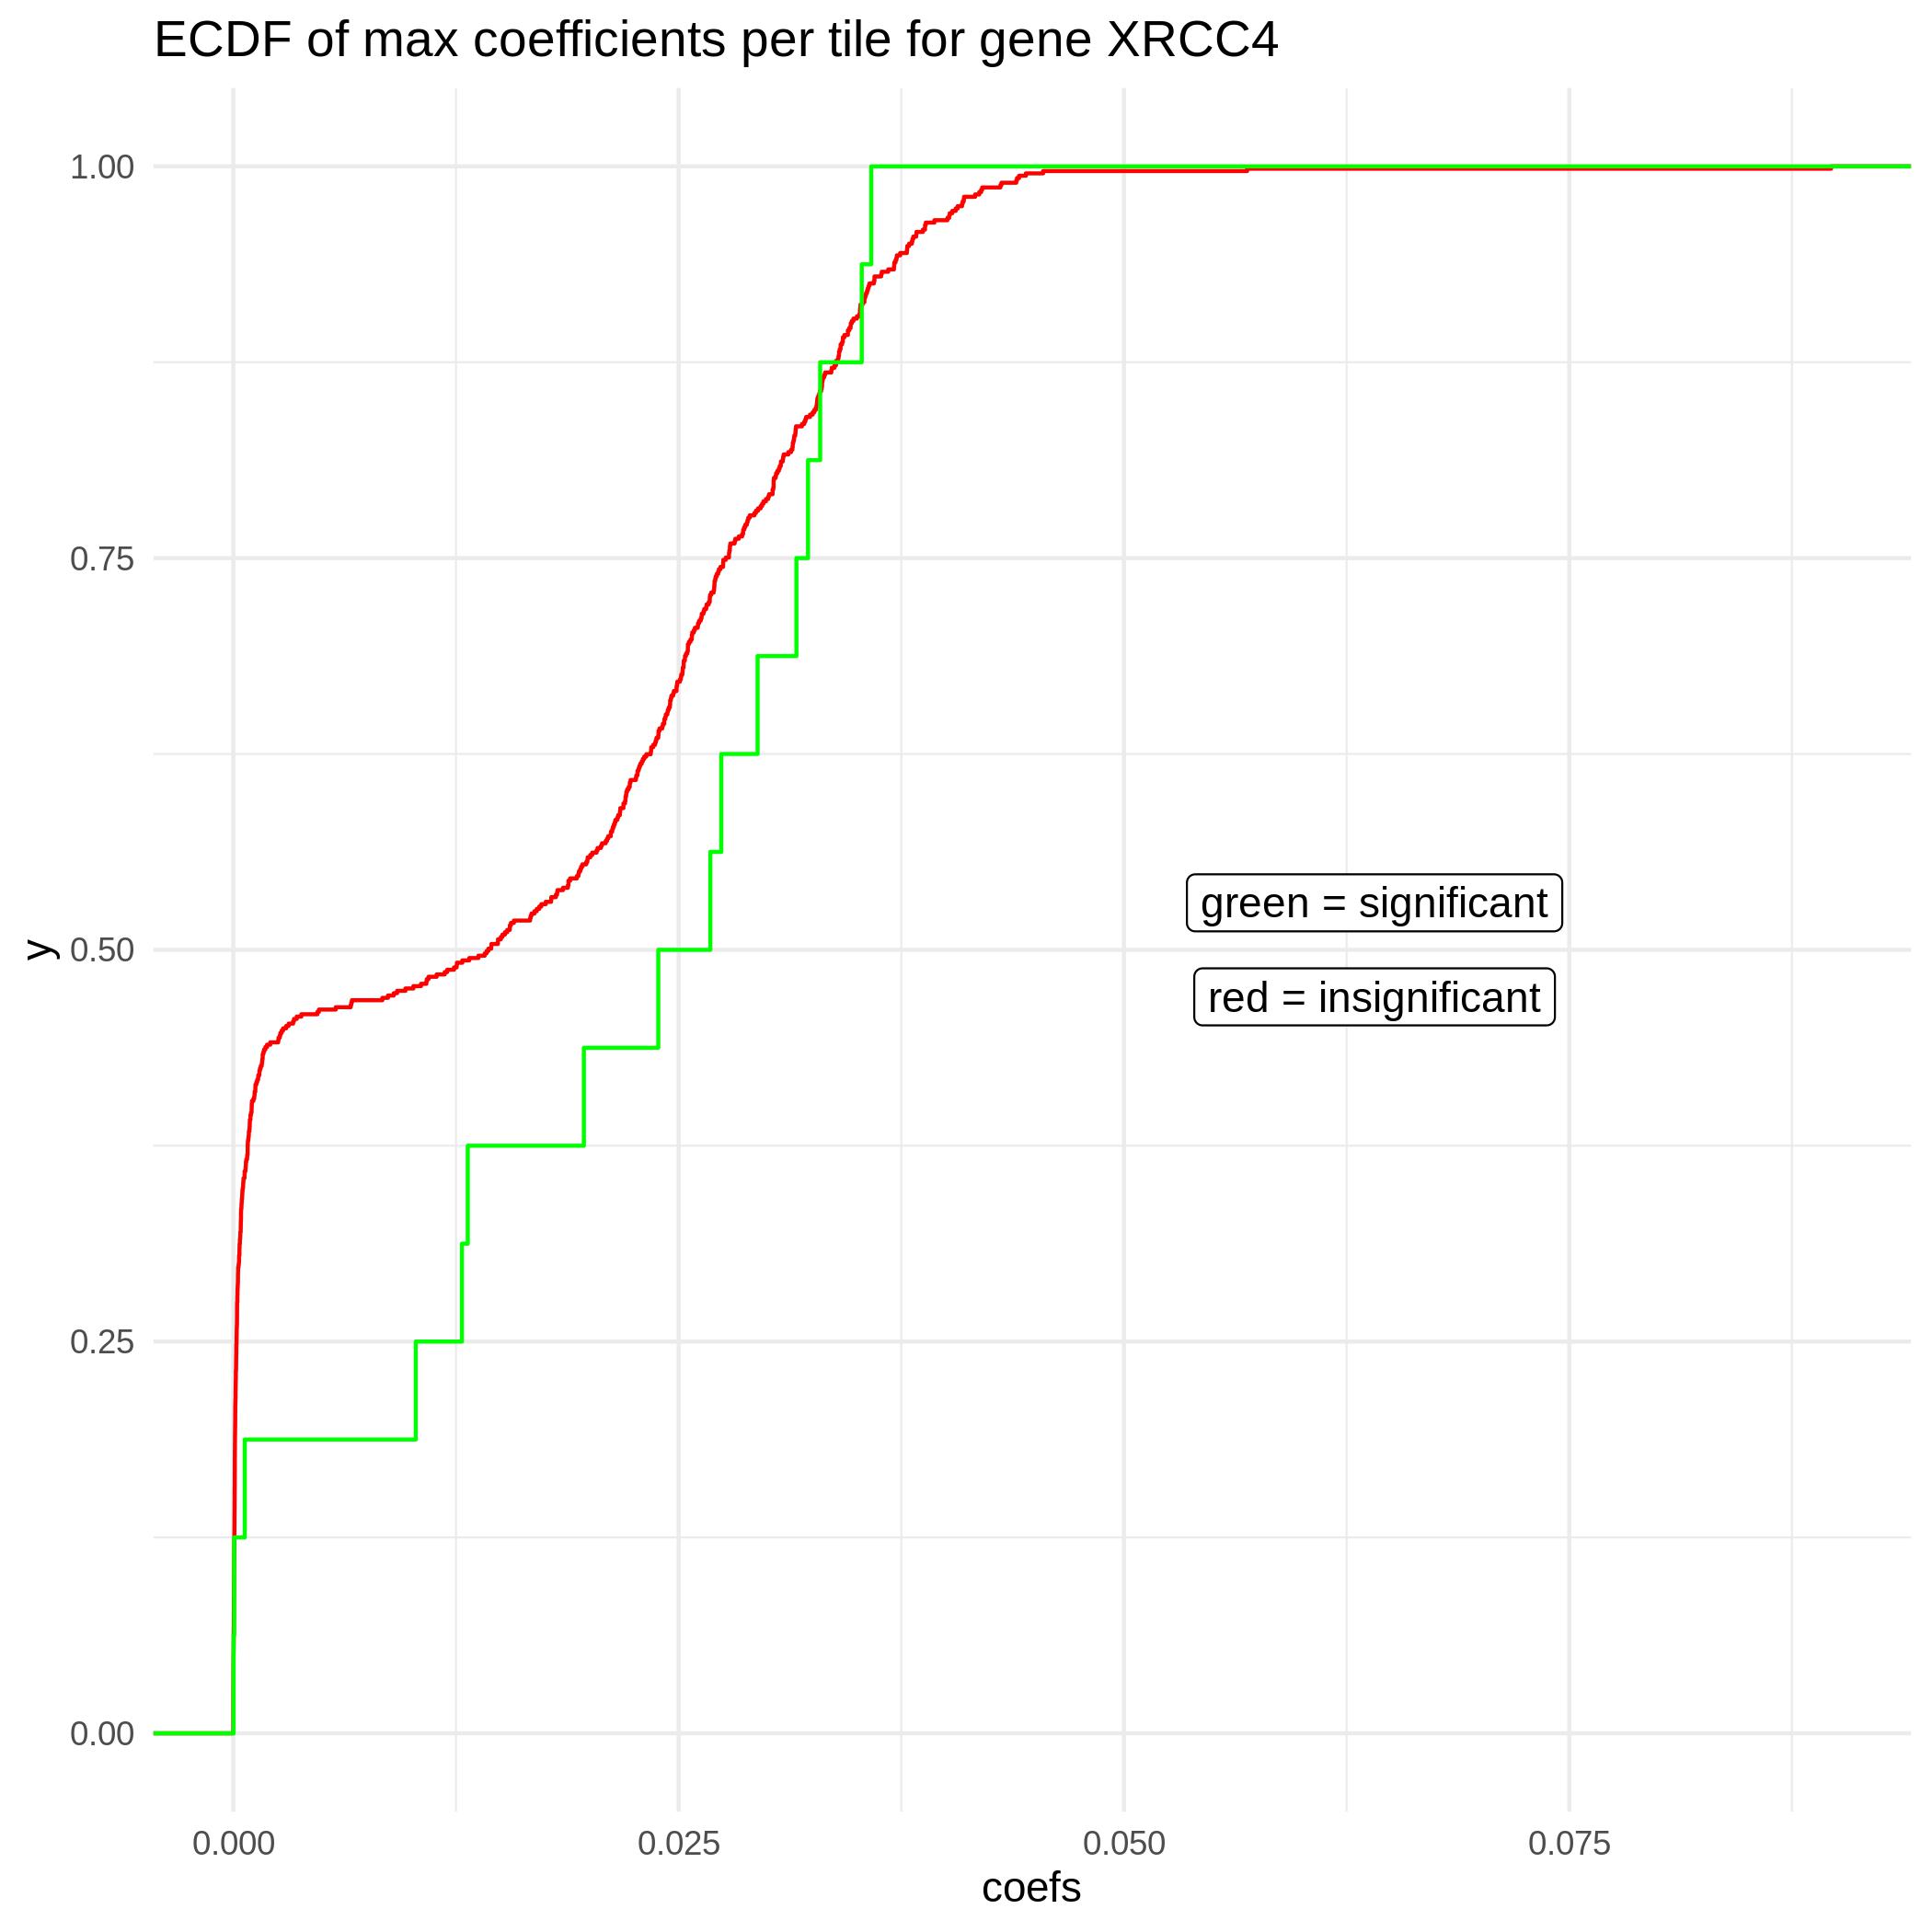 ECDF of max coefficients per tile for gene XRCC4
1.00
0.75
0.50
0.25
0.00
y
green = significant
red = insignificant
0.000 0.025 0.050 0.075
coefs